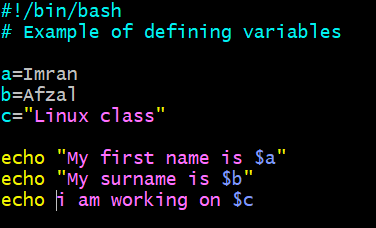 #!/bin/bash
# Example of defining variables
a=Imran
b=Afzal
c="Linux class"
echo "My first name is $a"
echo "My surname is $b"
echo i am working on $c